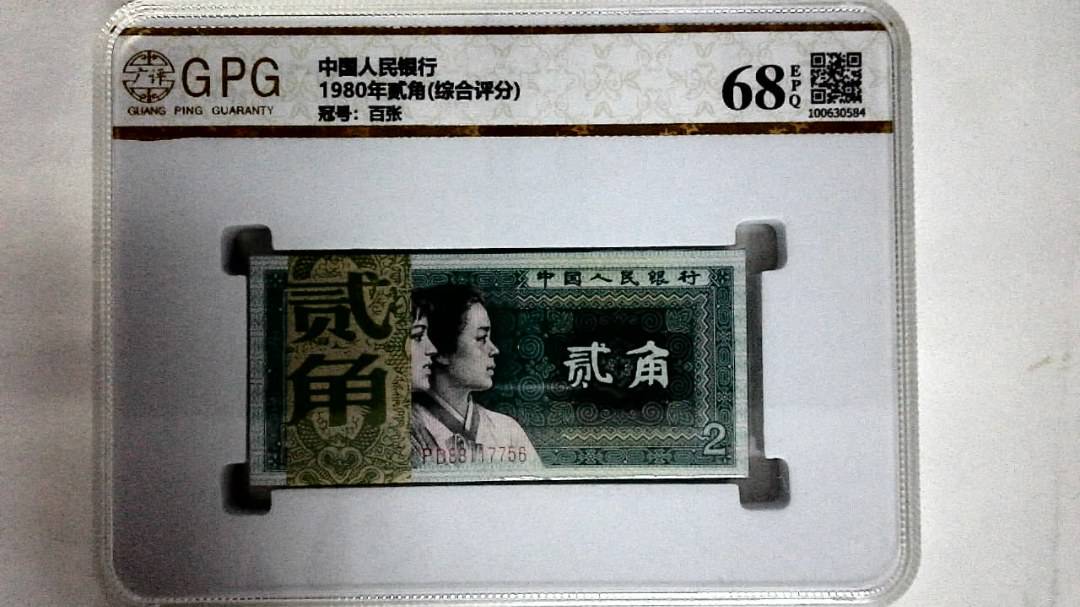 广评
GPG
GUANG PING GUARANTY
中国人民银行
1980年贰角(综合评分)
冠号：百张
68
EPQ
100630584
贰角
中国人民银行
贰角
2